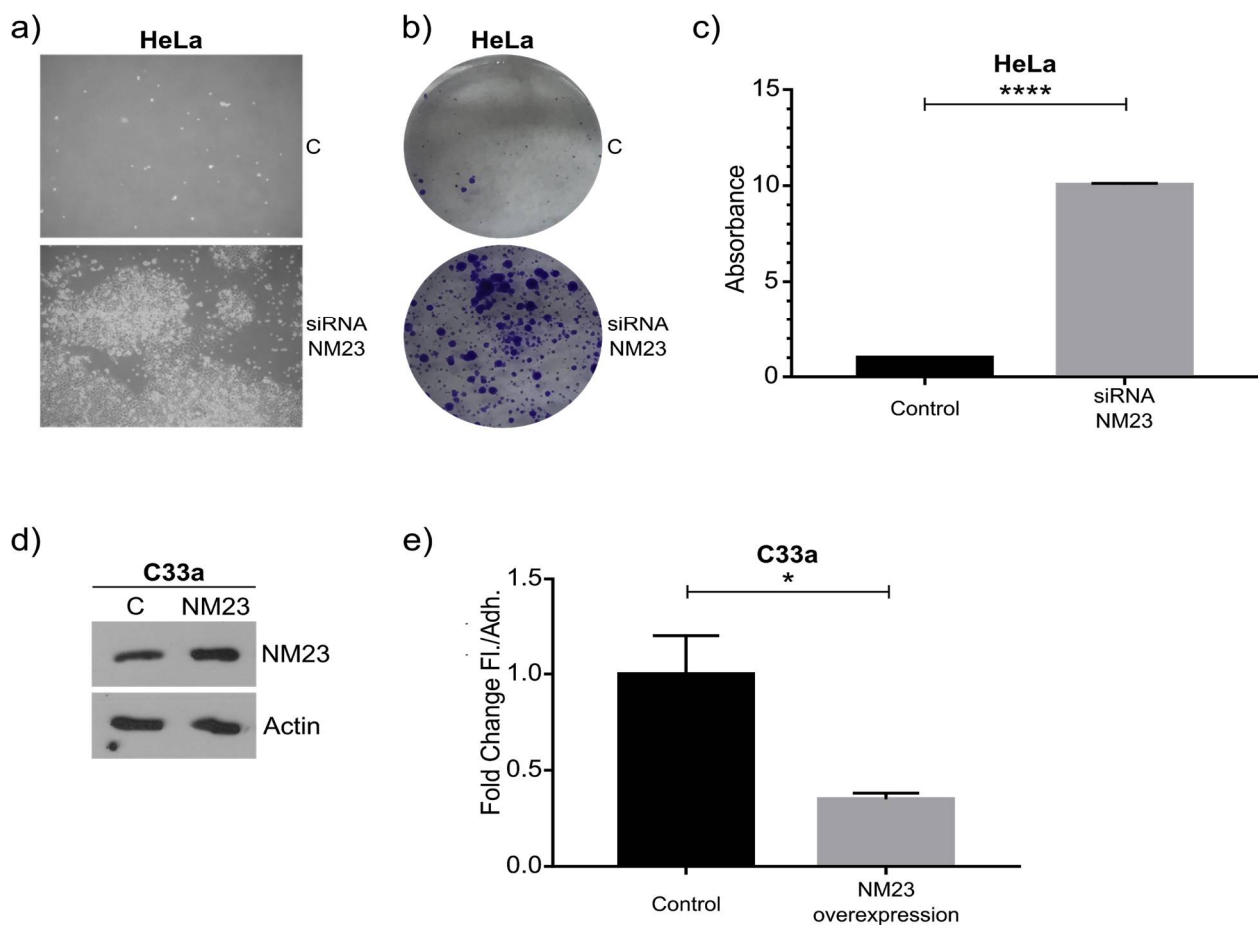 a)
HeLa
C
siRNA
NM23
b)
HeLa
C
siRNA
NM23
c)
HeLa
****
Absorbance
15
10
5
0
Control
siRNA
NM23
d)
C33a
C NM23
NM23
Actin
e)
C33a
*
Fold Change Fl./Adh.
1.5
1.0
0.5
0.0
Control
NM23
overexpression